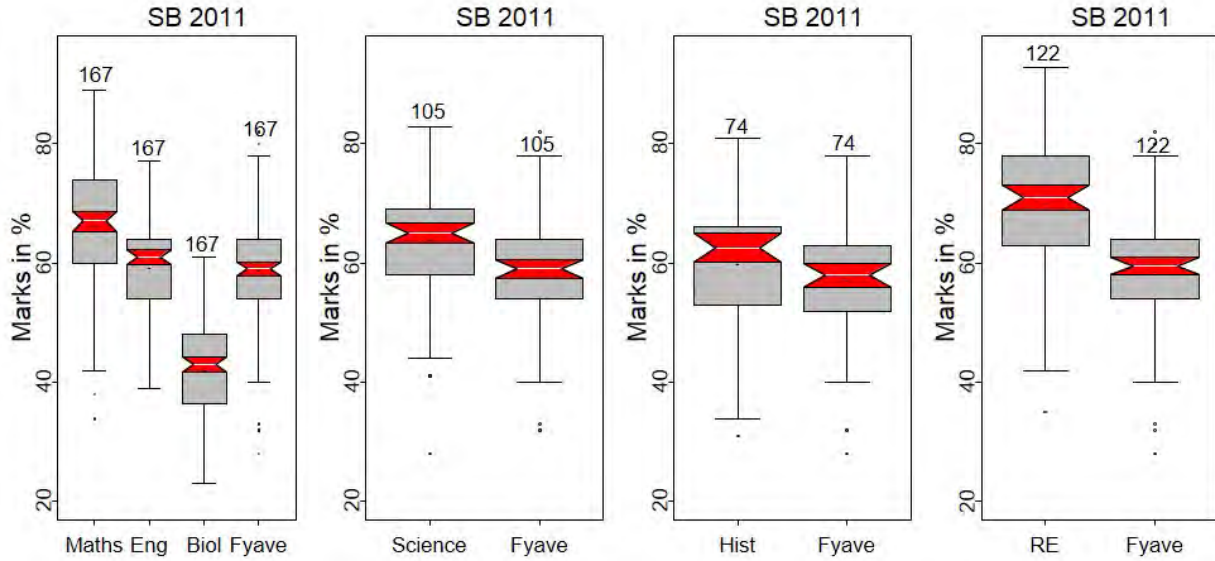 SB 2011
Marks in %
20
40
60
80
167
167
167
167
Maths Eng Biol Fyave
SB 2011
Marks in %
20
40
60
80
105
105
Science Fyave
SB 2011
Marks in %
20
40
60
80
74
74
Hist Fyave
SB 2011
Marks in %
20
40
60
80
122
122
RE Fyave